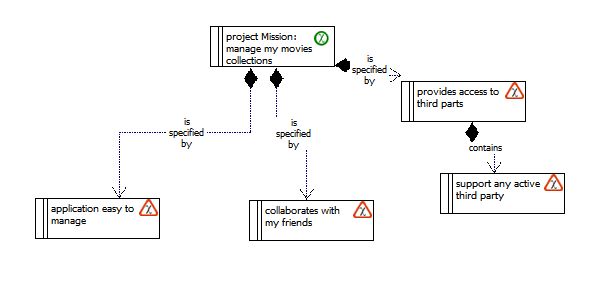 project Mission:
manage my movies
collections
is
specified
by
provides access to
third parts
is
specified
by
is
specified
by
contains
support any active
third party
application easy to
manage
collaborates with
my friends